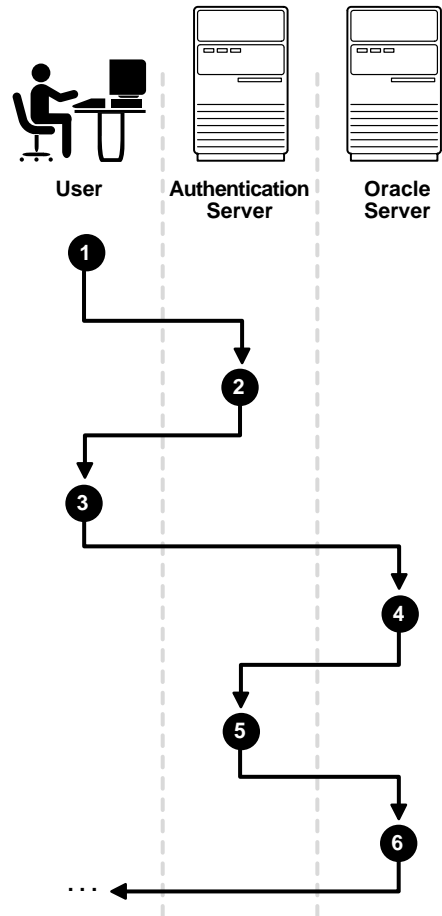 User
Authentication
Server
Oracle
Server
1
2
3
4
5
6
...